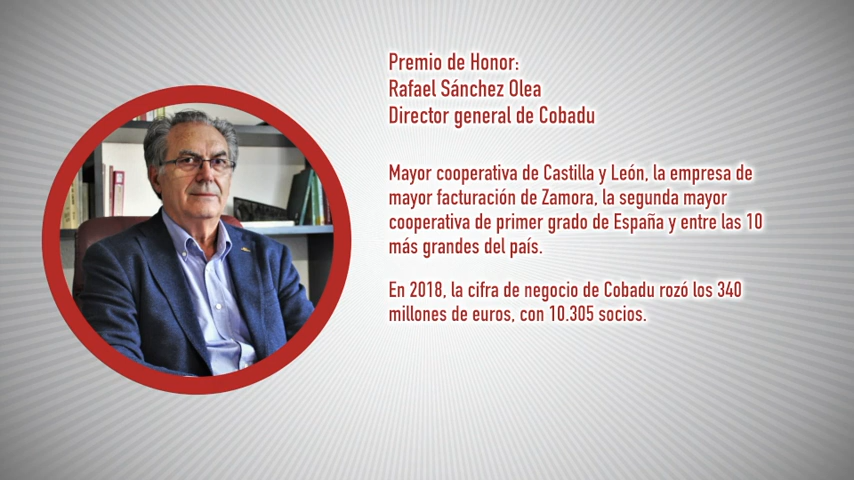 Premio de Honor:
Rafael Sánchez Olea
Director general de Cobadu
Mayor cooperativa de Castilla y León, la empresa de
mayor facturación de Zamora, la segunda mayor
cooperativa de primer grado de España y entre las 10
más grandes del país.
En 2018, la cifra de negocio de Cobadu rozó los 340
millones de euros, con 10.305 socios.